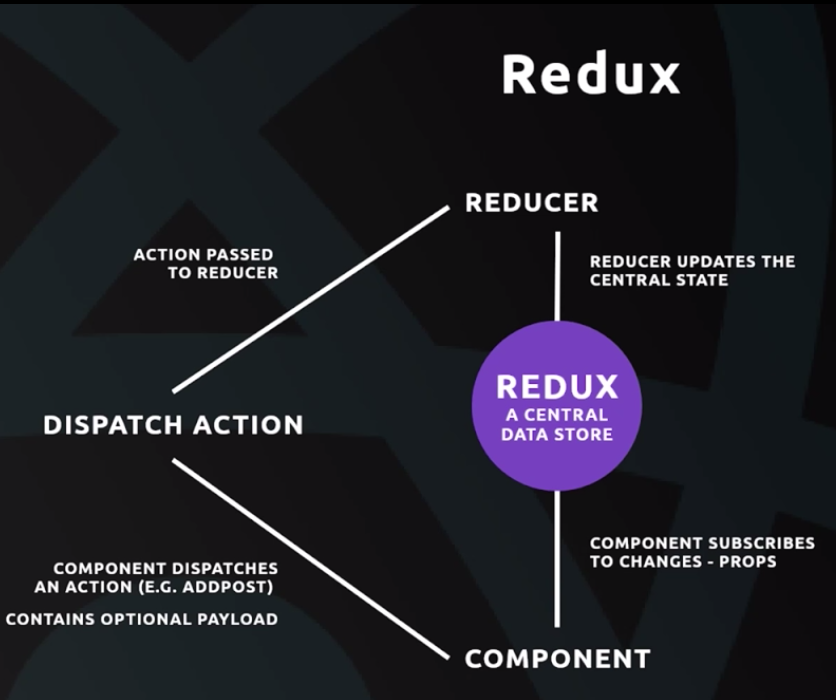 Redux
REDUCER
ACTION PASSED
TO REDUCER
REDUCER UPDATES THE
CENTRAL STATE
REDUX
A CENTRAL
DATA STORE
DISPATCH ACTION
COMPONENT SUBSCRIBES
TO CHANGES - PROPS
COMPONENT DISPATCHES
AN ACTION (E.G. ADDPOST)
CONTAINS OPTIONAL PAYLOAD
COMPONENT